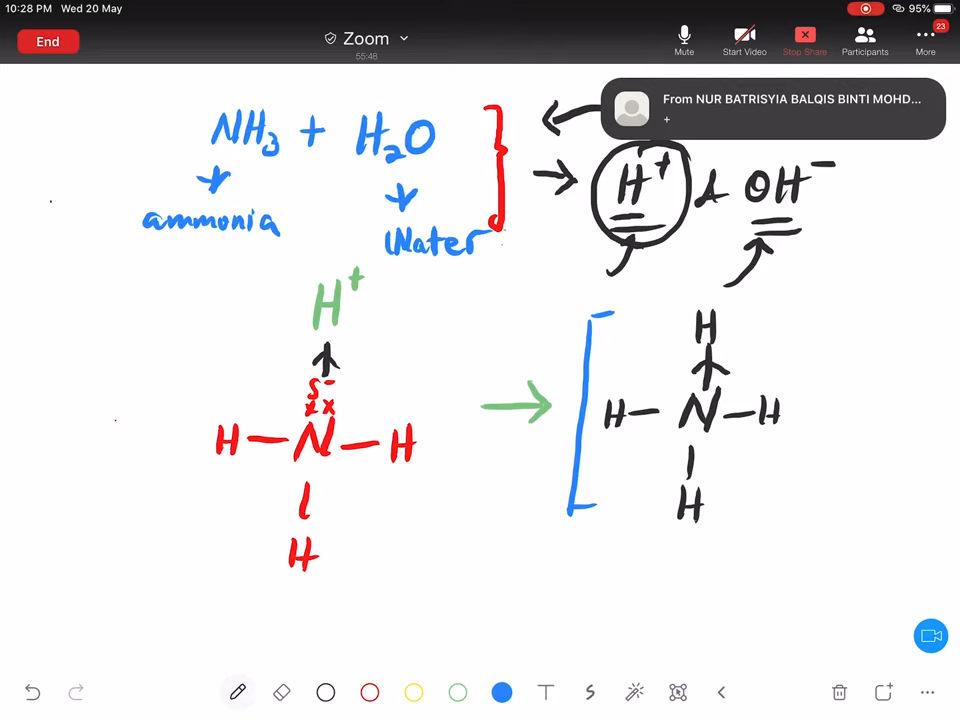 10:28 PM Wed 20 May
95%
End
Zoom
55:48
Mute
Start Video
Stop Share
Participants
23
More
From NUR BATRISYIA BALQIS BINTI MOHD...
+
NH₃ + H₂O
H⁺ + OH⁻
ammonia
Water
H⁺
δ⁻
xx
H — N — H
|
H
H
H — N — H
|
H
T